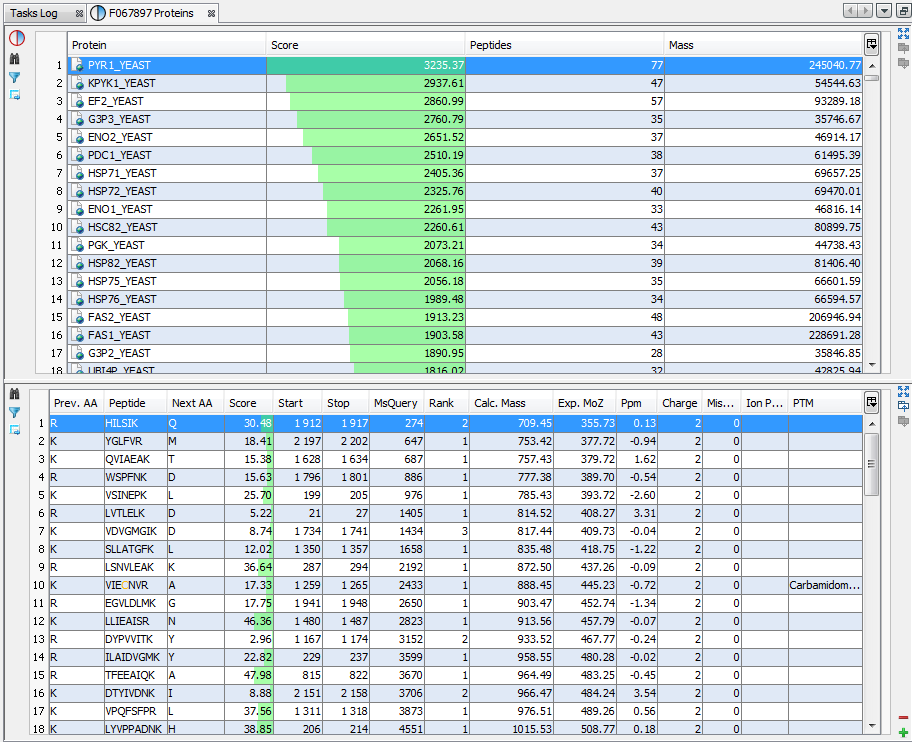 Tasks Log F067897 Proteins
Protein Score Peptides Mass
1 PYR1_YEAST 3235.37 77 245040.77
2 KPYK1_YEAST 2937.61 47 54544.63
3 EF2_YEAST 2860.99 57 93289.18
4 G3P3_YEAST 2760.79 35 35746.67
5 ENO2_YEAST 2651.52 37 46914.17
6 PDC1_YEAST 2510.19 38 61495.39
7 HSP71_YEAST 2405.36 37 69657.25
8 HSP72_YEAST 2325.76 40 69470.01
9 ENO1_YEAST 2261.95 33 46816.14
10 HSC82_YEAST 2260.61 43 80899.75
11 PGK_YEAST 2073.21 34 44738.43
12 HSP82_YEAST 2068.16 39 81406.40
13 HSP75_YEAST 2056.18 35 66601.59
14 HSP76_YEAST 1989.48 34 66594.57
15 FAS2_YEAST 1913.23 48 206946.94
16 FAS1_YEAST 1903.58 43 228691.28
17 G3P2_YEAST 1890.95 28 35846.85
18 UBI4P_YEAST 1816.02 32 42825.94
Prev. AA Peptide Next AA Score Start Stop MsQuery Rank Calc. Mass Exp. MoZ Ppm Charge Mis... Ion P... PTM
1 R HILSIK Q 30.48 1 912 1 917 274 2 709.45 355.73 0.13 2 0
2 K YGLFVR M 18.41 2 197 2 202 647 1 753.42 377.72 -0.94 2 0
3 K QVIAEAK T 15.38 1 628 1 634 687 1 757.43 379.72 1.62 2 0
4 R WSPFNK D 15.63 1 796 1 801 886 1 777.38 389.70 -0.54 2 0
5 K VSINEPK L 25.70 199 205 976 1 785.43 393.72 -2.60 2 0
6 R LVTLELK D 5.22 21 27 1405 1 814.52 408.27 3.31 2 0
7 K VDVGMGIK D 8.74 1 734 1 741 1434 3 817.44 409.73 -0.04 2 0
8 K SLLATGFK L 12.02 1 350 1 357 1658 1 835.48 418.75 -1.22 2 0
9 R LSNVLEAK K 36.64 287 294 2192 1 872.50 437.26 -0.09 2 0
10 K VIECNVR A 17.33 1 259 1 265 2433 1 888.45 445.23 -0.72 2 0 Carbamidom...
11 R EGVLDLMK G 17.75 1 941 1 948 2650 1 903.47 452.74 -1.34 2 0
12 K LLIEAISR N 46.36 1 480 1 487 2823 1 913.56 457.79 -0.07 2 0
13 R DYPVVITK Y 2.96 1 167 1 174 3152 2 933.52 467.77 -0.24 2 0
14 R ILAIDVGMK Y 22.82 229 237 3599 1 958.55 480.28 -0.02 2 0
15 R TFEEAIQK A 47.98 815 822 3670 1 964.49 483.25 -0.45 2 0
16 K DTYIVDNK I 8.88 2 151 2 158 3706 2 966.47 484.24 3.54 2 0
17 K VPQFSFPR L 37.56 1 311 1 318 3873 1 976.51 489.26 0.56 2 0
18 K LYVPPADNK H 38.85 206 214 4551 1 1015.53 508.77 0.18 2 0